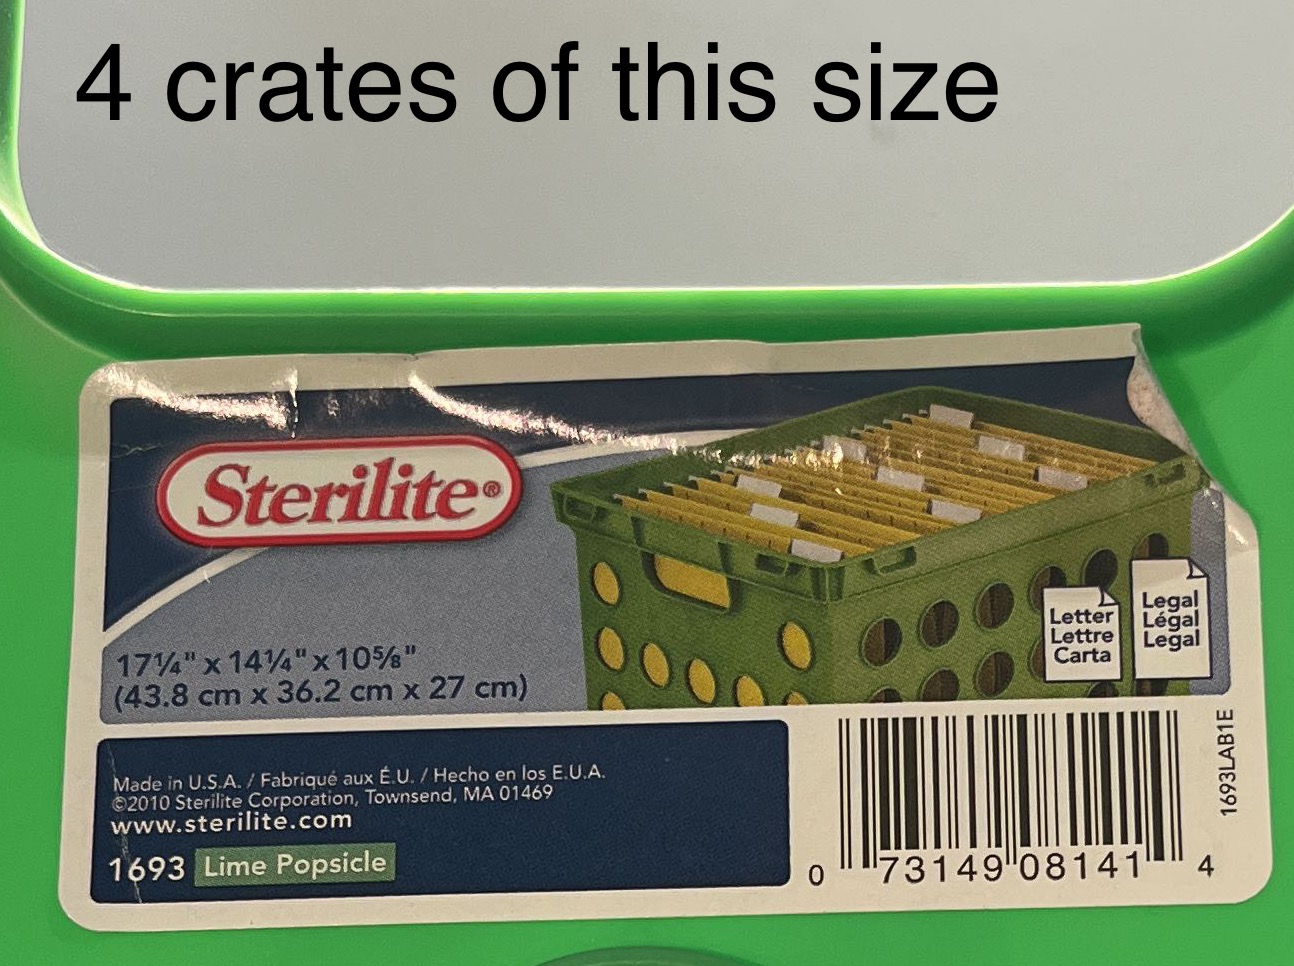 4 crates of this size
Sterilite®
17¼" x 14¼" x 10⅝"
(43.8 cm x 36.2 cm x 27 cm)
Letter
Lettre
Carta
Legal
Légal
Legal
Made in U.S.A. / Fabriqué aux É.U. / Hecho en los E.U.A.
©2010 Sterilite Corporation, Townsend, MA 01469
www.sterilite.com
1693 Lime Popsicle
0 73149 08141 4
1693LAB1E